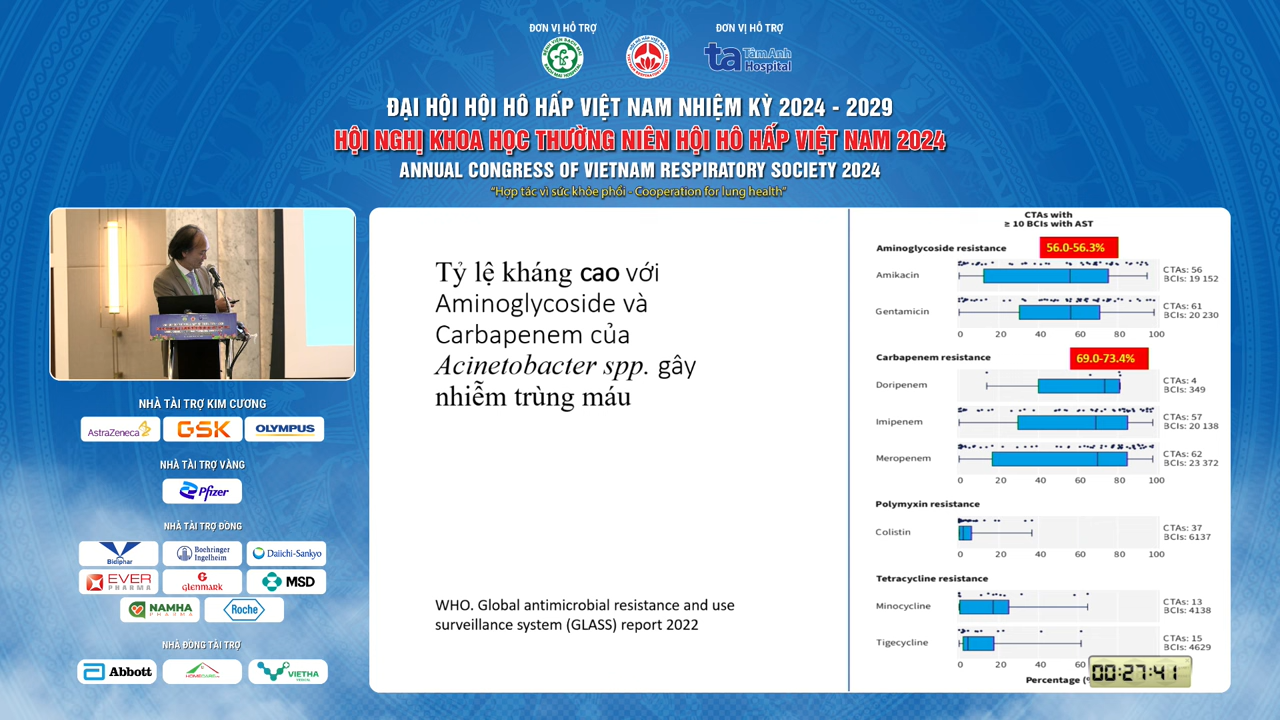 ĐƠN VỊ HỖ TRỢ
ĐƠN VỊ HỖ TRỢ
TâmAnh
Hospital
ĐẠI HỘI HỘI HÔ HẤP VIỆT NAM NHIỆM KỲ 2024 - 2029
HỘI NGHỊ KHOA HỌC THƯỜNG NIÊN HỘI HÔ HẤP VIỆT NAM 2024
ANNUAL CONGRESS OF VIETNAM RESPIRATORY SOCIETY 2024
"Hợp tác vì sức khỏe phổi - Cooperation for lung health"
NHÀ TÀI TRỢ KIM CƯƠNG
AstraZeneca
GSK
OLYMPUS
NHÀ TÀI TRỢ VÀNG
Pfizer
NHÀ TÀI TRỢ ĐỒNG
Bidiphar
Boehringer
Ingelheim
Daiichi-Sankyo
EVER
PHARMA
GLENMARK
MSD
NAMHA
PHARMA
Roche
NHÀ ĐỒNG TÀI TRỢ
Abbott
VIETHA
Tỷ lệ kháng cao với
Aminoglycoside và
Carbapenem của
Acinetobacter spp. gây
nhiễm trùng máu
WHO. Global antimicrobial resistance and use
surveillance system (GLASS) report 2022
CTAs with
≥ 10 BCIs with AST
Aminoglycoside resistance
56.0-56.3%
Amikacin
CTAs: 56
BCIs: 19 152
Gentamicin
CTAs: 61
BCIs: 20 230
0 20 40 60 80 100
Carbapenem resistance
69.0-73.4%
Doripenem
CTAs: 4
BCIs: 349
Imipenem
CTAs: 57
BCIs: 20 138
Meropenem
CTAs: 62
BCIs: 23 372
0 20 40 60 80 100
Polymyxin resistance
Colistin
CTAs: 37
BCIs: 6137
0 20 40 60 80 100
Tetracycline resistance
Minocycline
CTAs: 13
BCIs: 4138
Tigecycline
CTAs: 15
BCIs: 4629
0 20 40 60
Percentage (
00:27:41